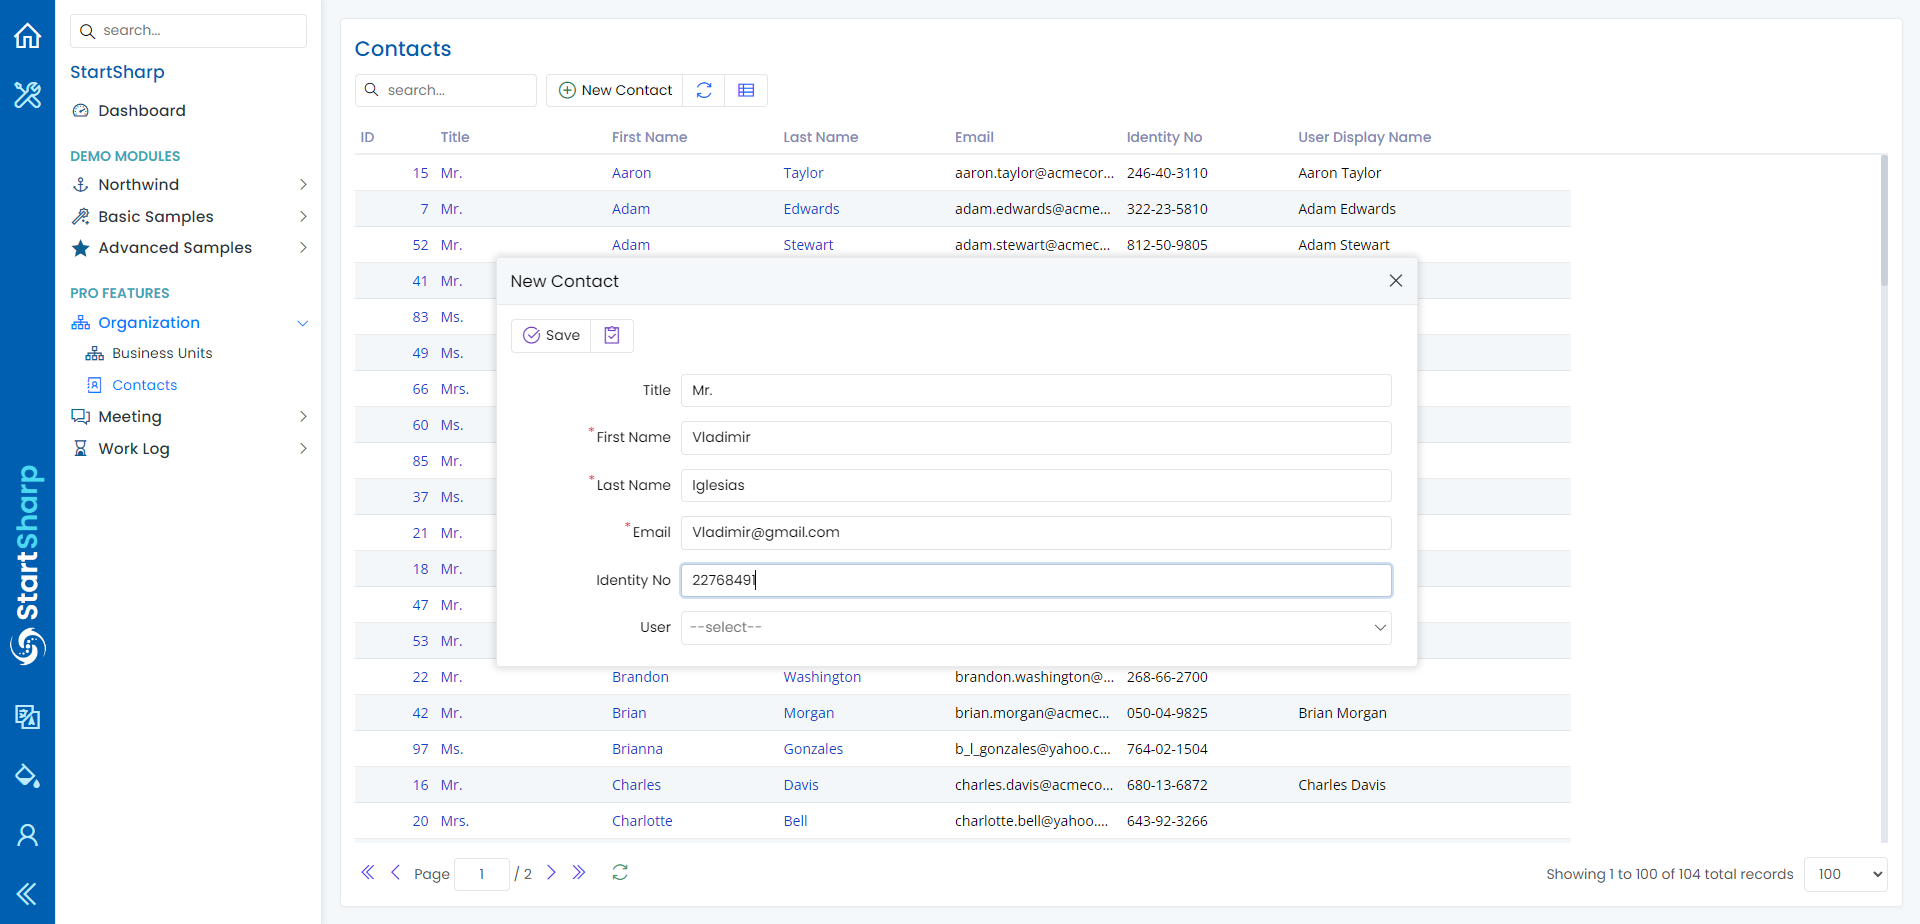 search...
StartSharp
Dashboard
DEMO MODULES
Northwind
Basic Samples
Advanced Samples
PRO FEATURES
Organization
Business Units
Contacts
Meeting
Work Log
StartSharp
Contacts
search...
New Contact
ID Title First Name Last Name Email Identity No User Display Name
15 Mr. Aaron Taylor aaron.taylor@acmecor... 246-40-3110 Aaron Taylor
7 Mr. Adam Edwards adam.edwards@acme... 322-23-5810 Adam Edwards
52 Mr. Adam Stewart adam.stewart@acmec... 812-50-9805 Adam Stewart
41 Mr.
83 Ms.
49 Ms.
66 Mrs.
60 Ms.
85 Mr.
37 Ms.
21 Mr.
18 Mr.
47 Mr.
53 Mr.
22 Mr. Brandon Washington brandon.washington@... 268-66-2700
42 Mr. Brian Morgan brian.morgan@acmec... 050-04-9825 Brian Morgan
97 Ms. Brianna Gonzales b_l_gonzales@yahoo.c... 764-02-1504
16 Mr. Charles Davis charles.davis@acmeco... 680-13-6872 Charles Davis
20 Mrs. Charlotte Bell charlotte.bell@yahoo.... 643-92-3266
New Contact
Save
Title Mr.
*First Name Vladimir
*Last Name Iglesias
*Email Vladimir@gmail.com
Identity No 22768491
User --select--
Page 1 / 2
Showing 1 to 100 of 104 total records 100